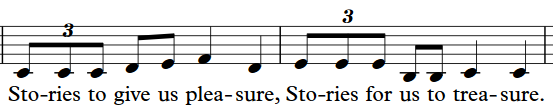 3 3
Sto-ries to give us plea-sure, Sto-ries for us to trea-sure.